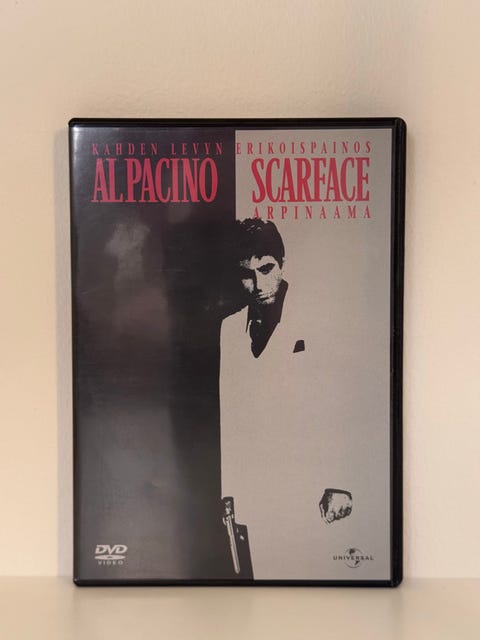 KAHDEN LEVYN ERIKOISPAINOS
AL PACINO SCARFACE
ARPINAAMA
DVD
VIDEO
UNIVERSAL